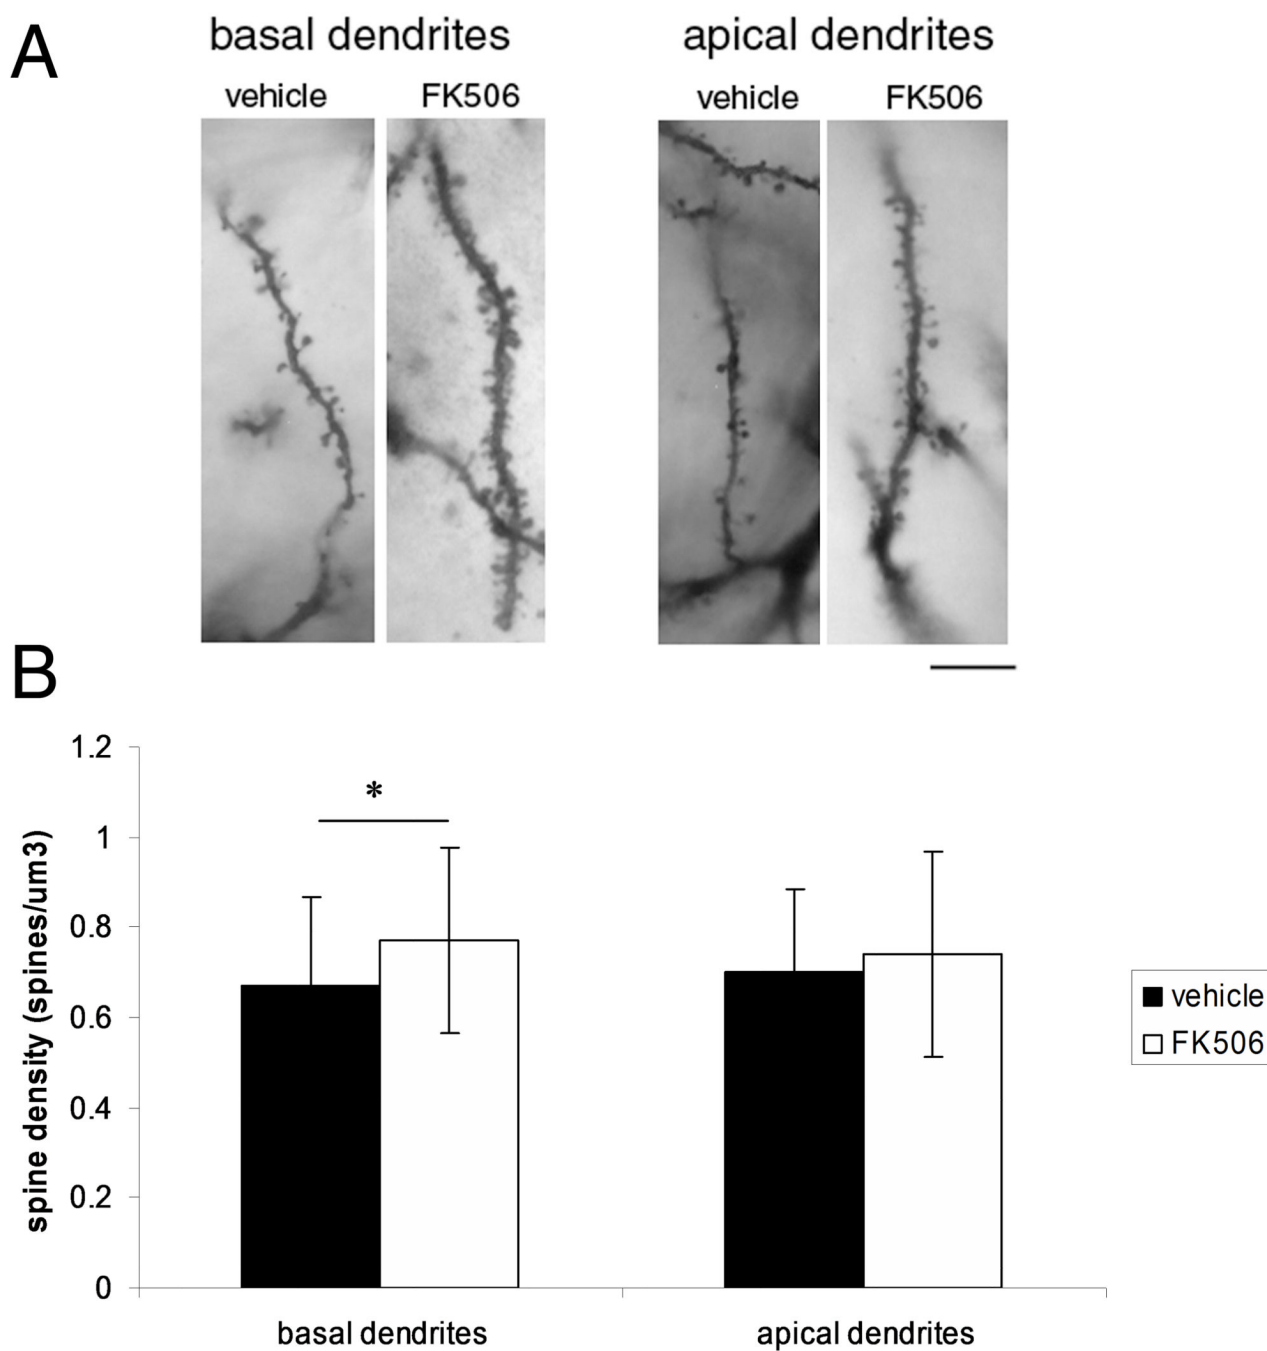 A
basal dendrites
apical dendrites
vehicle
FK506
vehicle
FK506
B
1.2
1
0.8
0.6
0.4
0.2
0
spine density (spines/um3)
*
basal dendrites
apical dendrites
vehicle
FK506